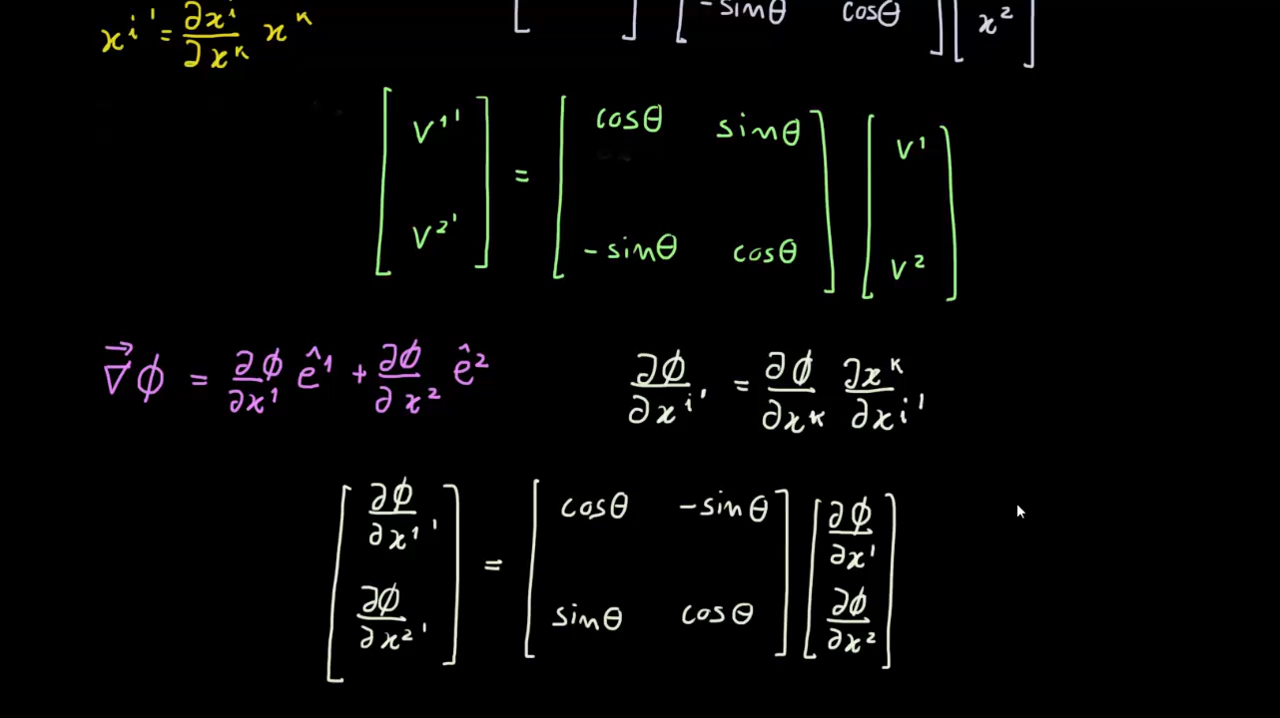 x^{i'} = ∂x^i/∂x^k x^k
[ ] [ -sinθ cosθ ] [ x^2 ]
[ v^{1'} v^{2'} ] = [ cosθ sinθ -sinθ cosθ ] [ v^1 v^2 ]
∇⃗φ = ∂φ/∂x^1 ê^1 + ∂φ/∂x^2 ê^2
∂φ/∂x^{i'} = ∂φ/∂x^k ∂x^k/∂x^{i'}
[ ∂φ/∂x^{1'} ∂φ/∂x^{2'} ] = [ cosθ -sinθ sinθ cosθ ] [ ∂φ/∂x^1 ∂φ/∂x^2 ]